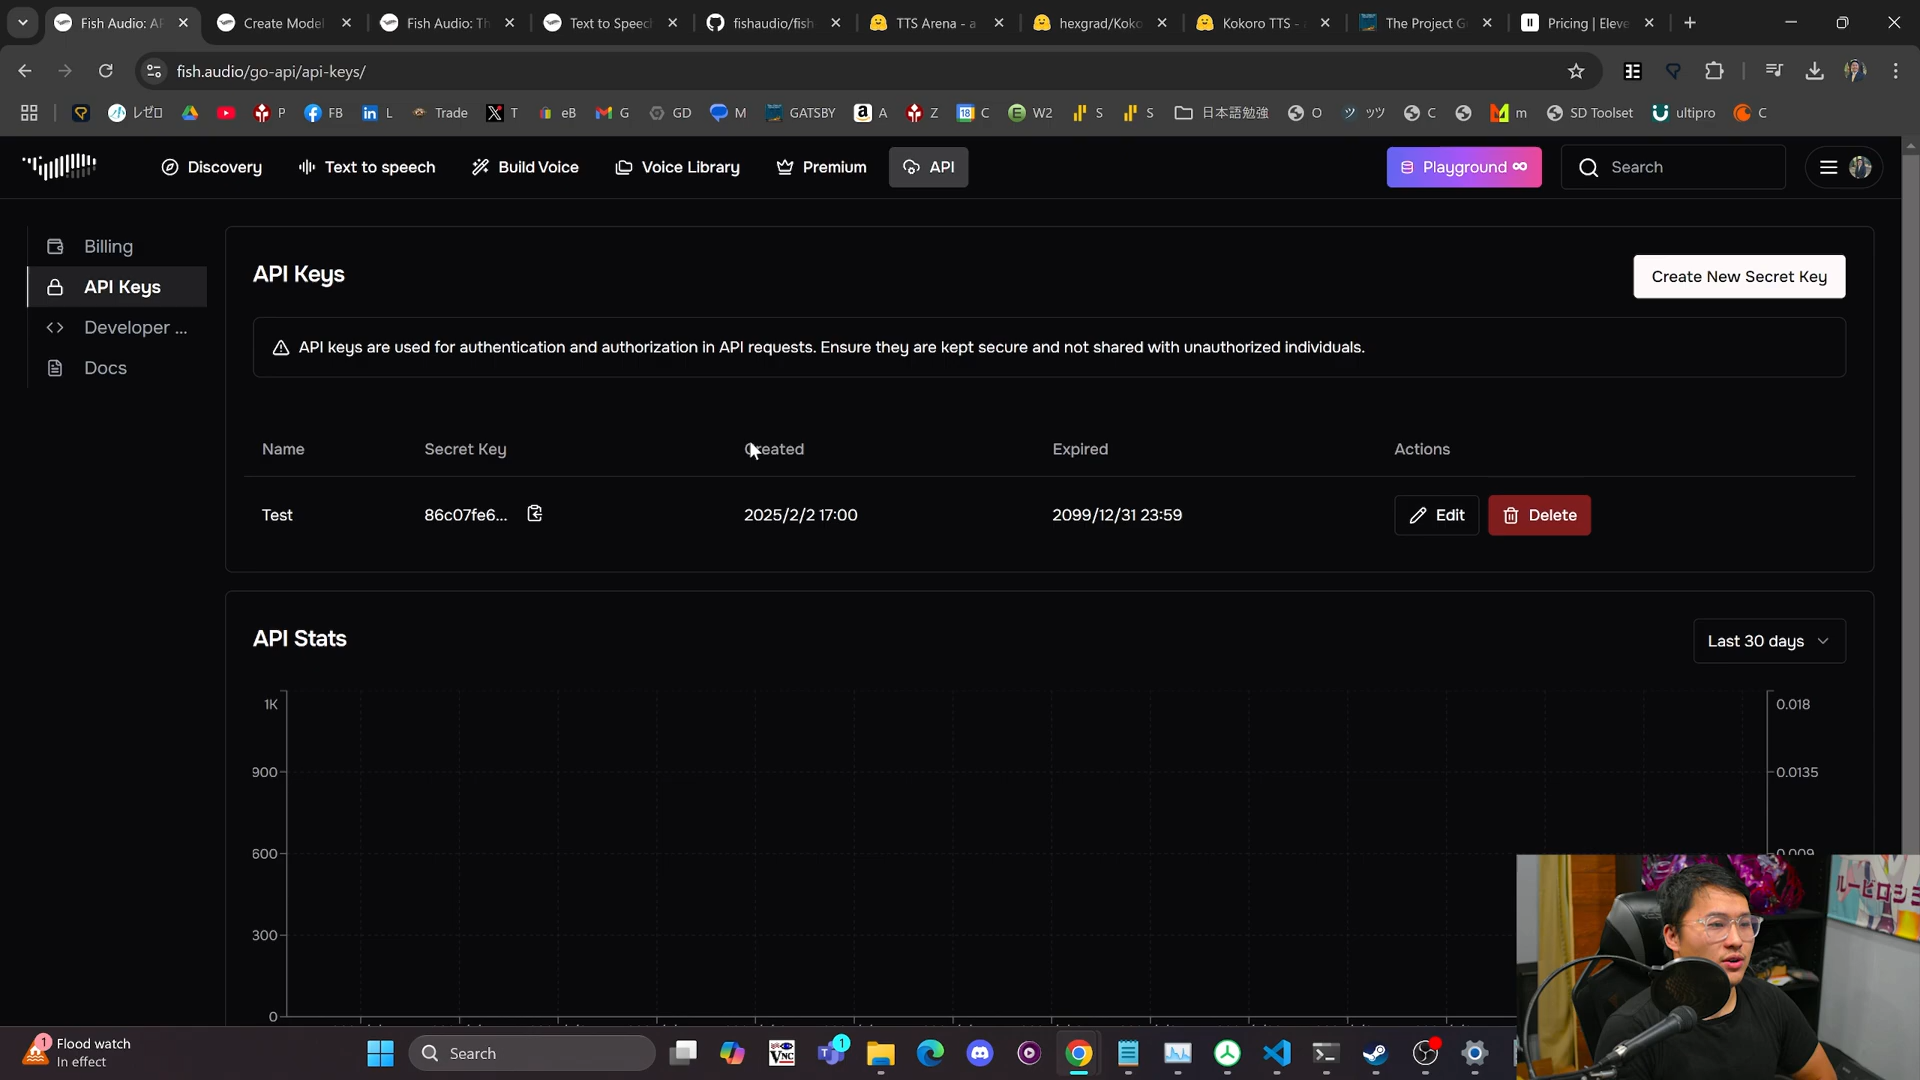 Fish Audio: AP
Create Model
Fish Audio: Th
Text to Speech
fishaudio/fish
TTS Arena - a
hexgrad/Koko
Kokoro TTS - a
The Project G
Pricing | Eleve
fish.audio/go-api/api-keys/
レゼロ
P
FB
L
Trade
T
eB
G
GD
M
GATSBY
A
Z
C
W2
S
S
日本語勉強
O
ッツ
C
m
SD Toolset
ultipro
C
Discovery
Text to speech
Build Voice
Voice Library
Premium
API
Playground ∞
Search
Billing
API Keys
Developer ...
Docs
API Keys
Create New Secret Key
API keys are used for authentication and authorization in API requests. Ensure they are kept secure and not shared with unauthorized individuals.
Name
Secret Key
Created
Expired
Actions
Test
86c07fe6...
2025/2/2 17:00
2099/12/31 23:59
Edit
Delete
API Stats
Last 30 days
1K
900
600
300
0
0.018
0.0135
0.009
Flood watch
In effect
Search